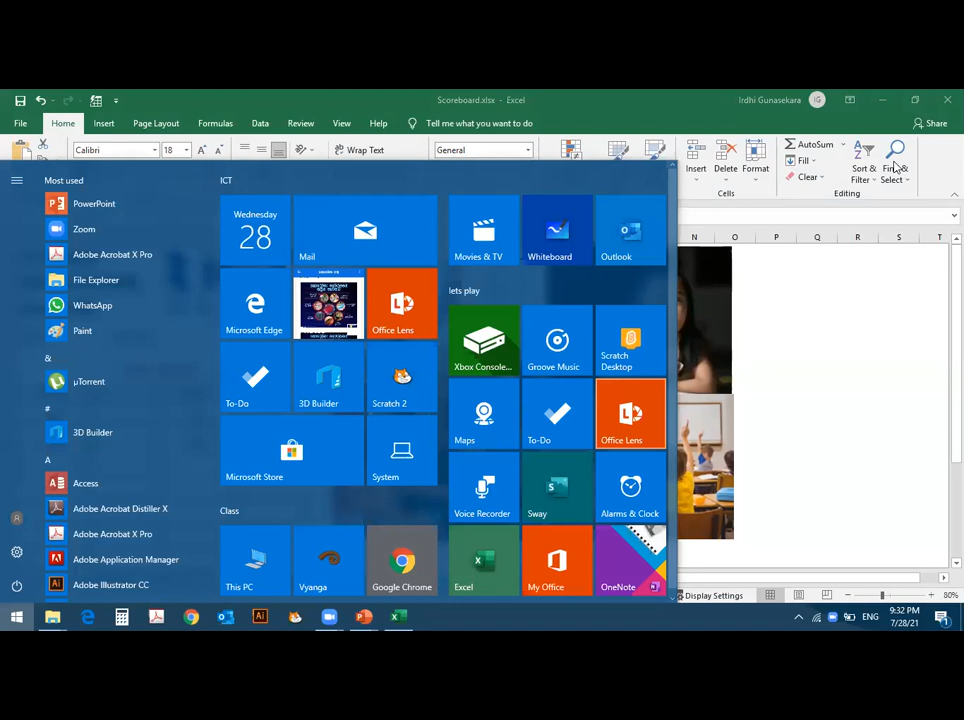 Scoreboard.xlsx - Excel
Irdhi Gunasekara
IG
File
Home
Insert
Page Layout
Formulas
Data
Review
View
Help
Tell me what you want to do
Share
Calibri
18
Wrap Text
General
Insert
Delete
Format
Cells
AutoSum
Fill
Clear
Sort &
Filter
Find &
Select
Editing
N O P Q R S T
Most used
PowerPoint
Zoom
Adobe Acrobat X Pro
File Explorer
WhatsApp
Paint
&
µTorrent
#
3D Builder
A
Access
Adobe Acrobat Distiller X
Adobe Acrobat X Pro
Adobe Application Manager
Adobe Illustrator CC
ICT
Wednesday
28
Mail
Microsoft Edge
Office Lens
To-Do
3D Builder
Scratch 2
Microsoft Store
System
Class
This PC
Vyanga
Google Chrome
Movies & TV
Whiteboard
Outlook
lets play
Xbox Console...
Groove Music
Scratch
Desktop
Maps
To-Do
Office Lens
Voice Recorder
Sway
Alarms & Clock
Excel
My Office
OneNote
Display Settings
80%
ENG
9:32 PM
7/28/21
1